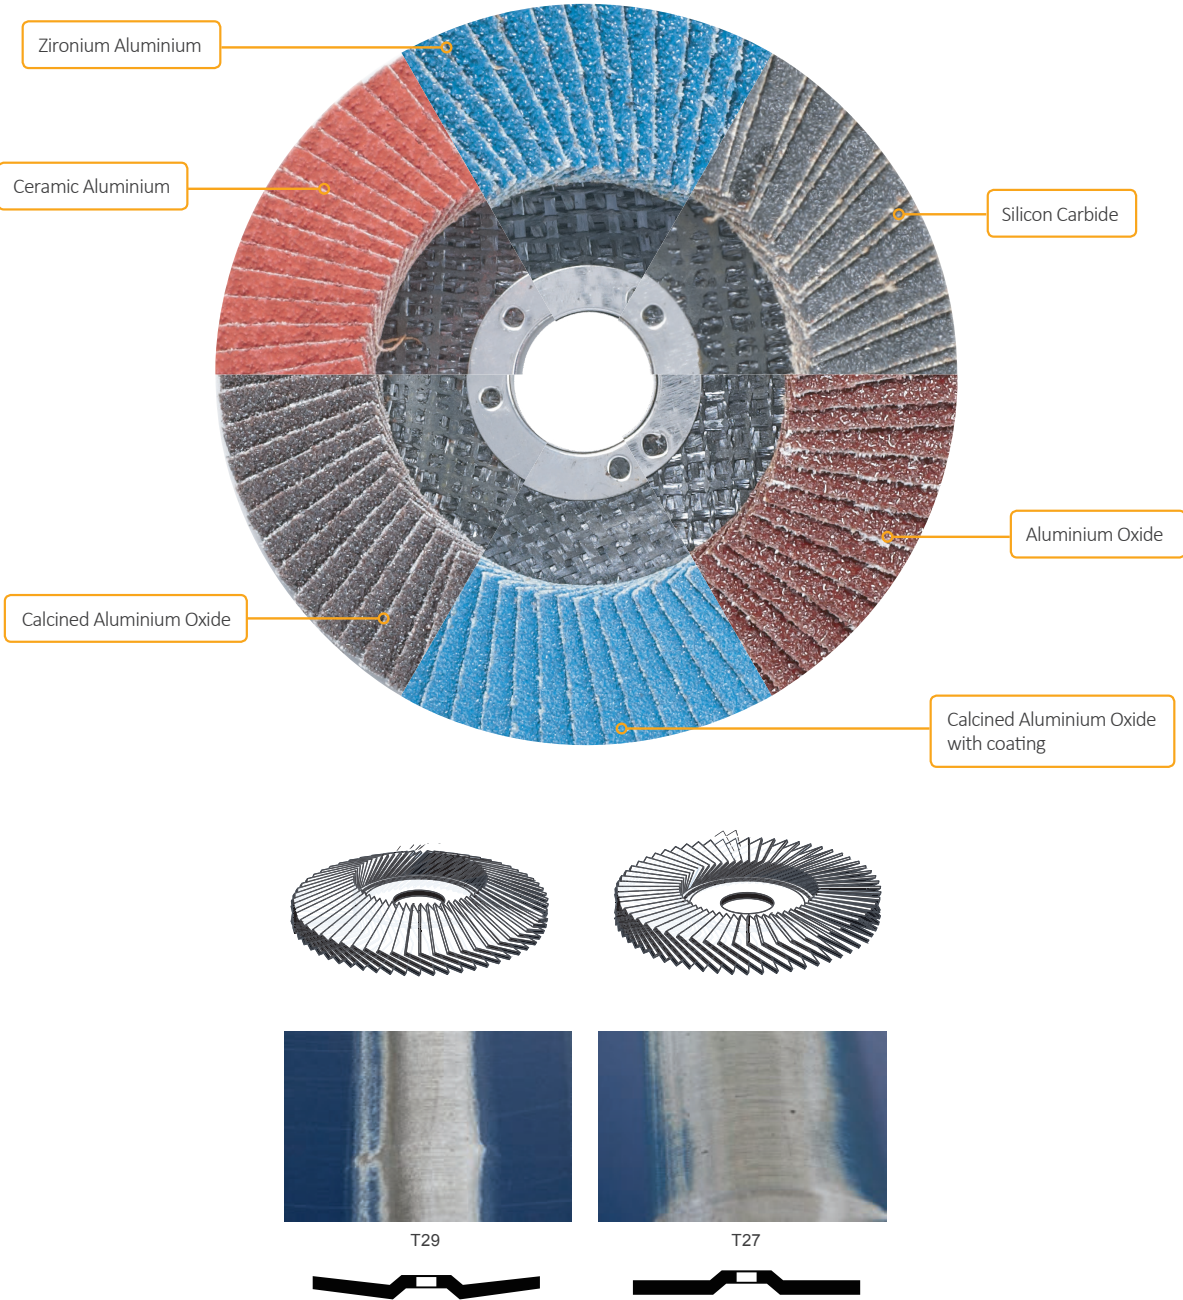 Zironium Aluminium
Ceramic Aluminium
Silicon Carbide
Aluminium Oxide
Calcined Aluminium Oxide
Calcined Aluminium Oxide
with coating
T29
T27